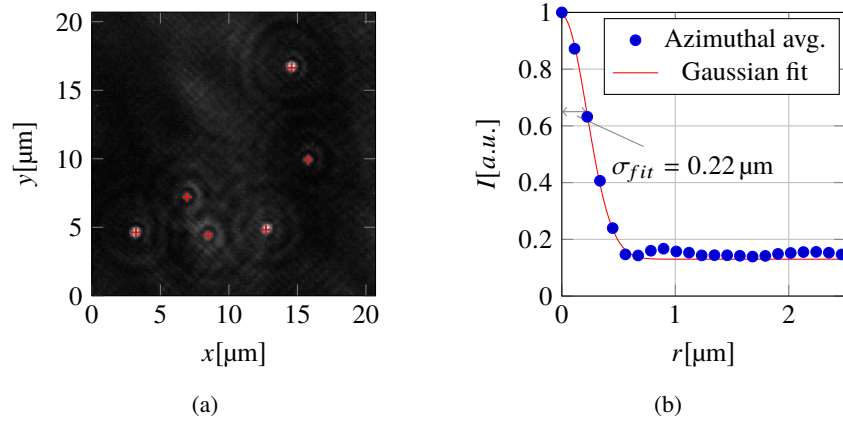 20
15
10
5
0
y[μm]
0
5
10
15
20
x[μm]
(a)
1
0.8
0.6
0.4
0.2
0
I[a.u.]
Azimuthal avg.
Gaussian fit
σfit = 0.22 μm
0
1
2
r[μm]
(b)